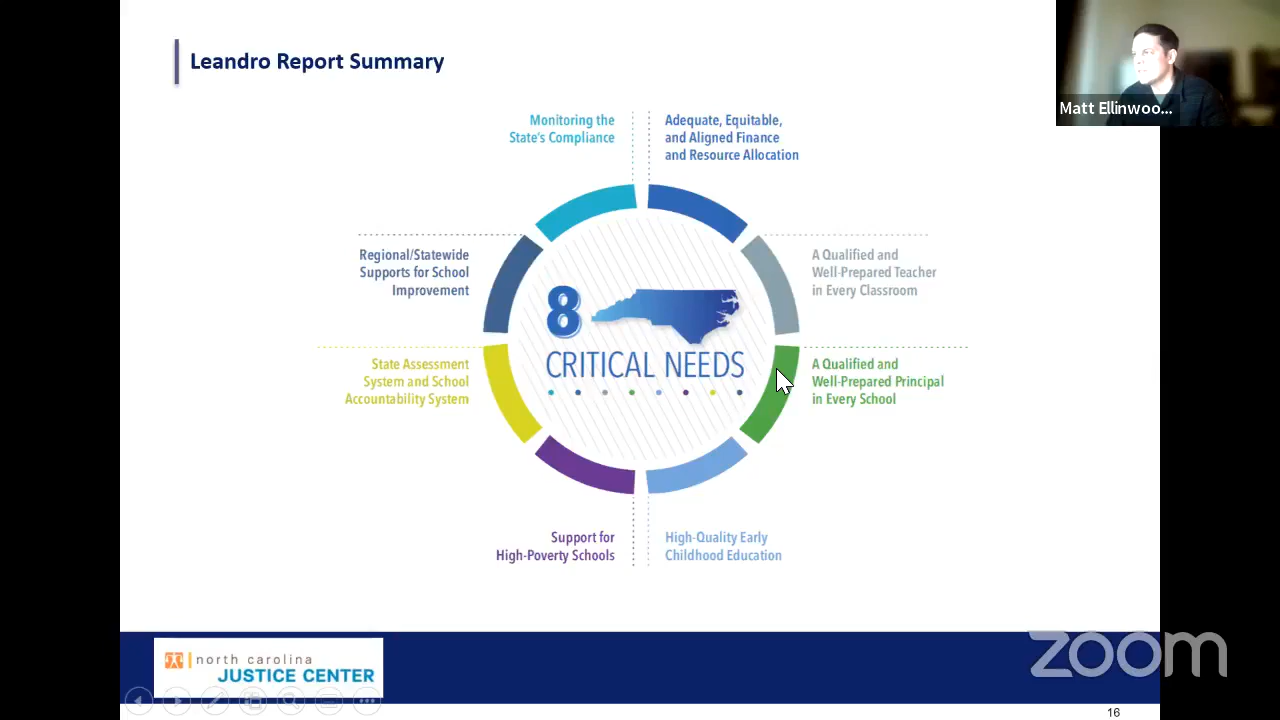 Leandro Report Summary
Matt Ellinwoo...
Monitoring the
State's Compliance
Adequate, Equitable,
and Aligned Finance
and Resource Allocation
Regional/Statewide
Supports for School
Improvement
A Qualified and
Well-Prepared Teacher
in Every Classroom
8
CRITICAL NEEDS
State Assessment
System and School
Accountability System
A Qualified and
Well-Prepared Principal
in Every School
Support for
High-Poverty Schools
High-Quality Early
Childhood Education
north carolina
JUSTICE CENTER
zoom
16